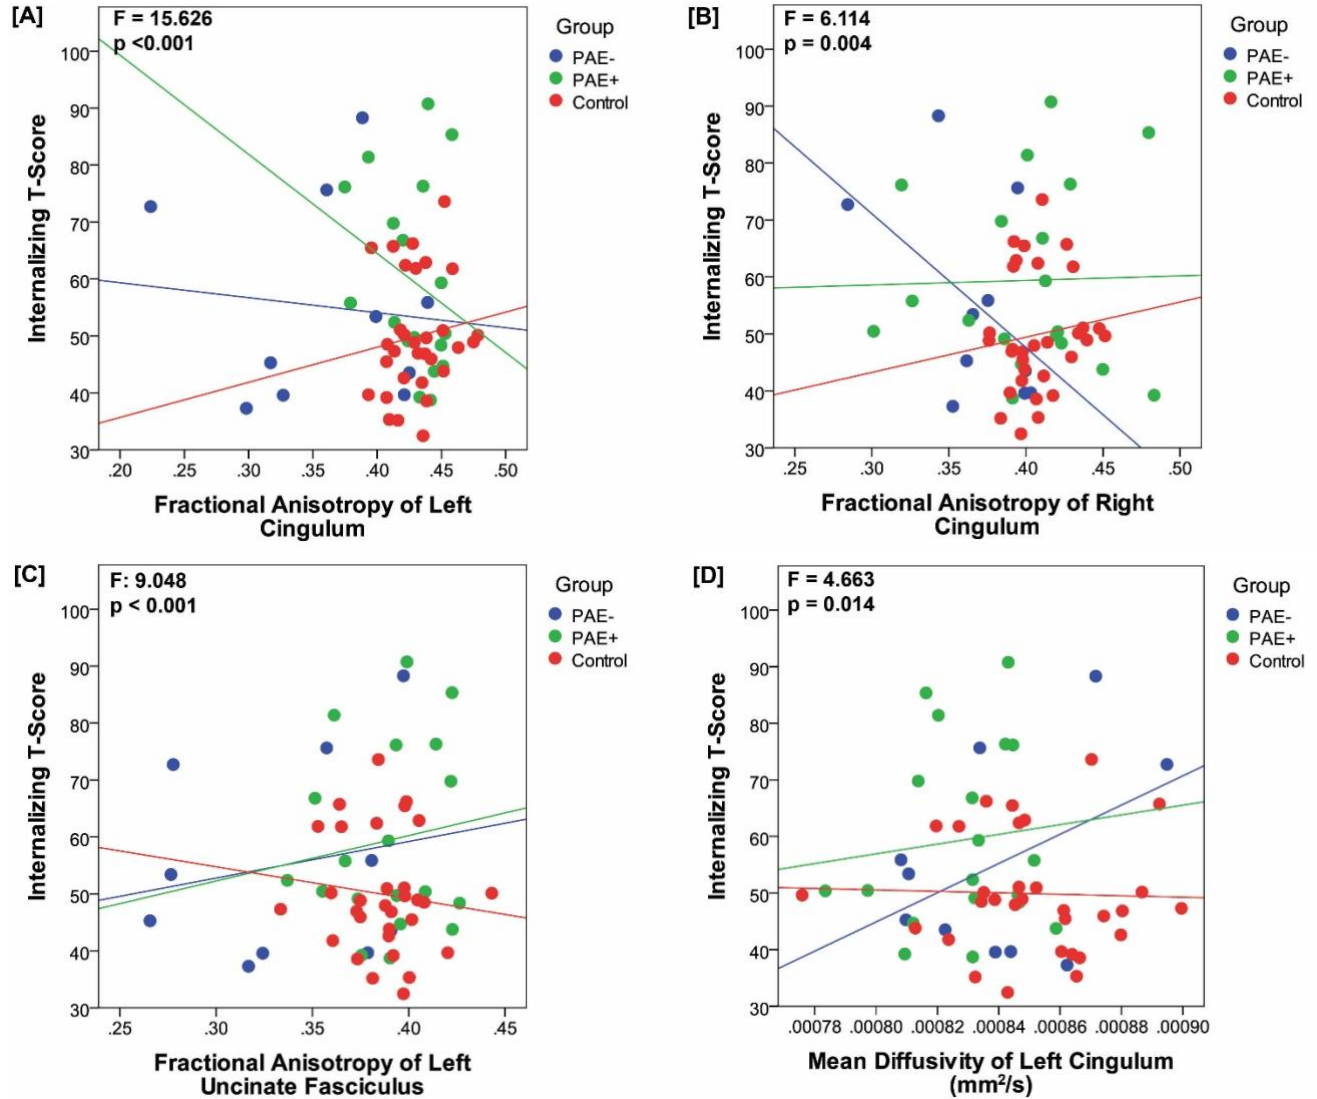 [A]
F = 15.626
p <0.001
Internalizing T-Score
100
90
80
70
60
50
40
30
.20 .25 .30 .35 .40 .45 .50
Fractional Anisotropy of Left
Cingulum
Group
PAE-
PAE+
Control
[B]
F = 6.114
p = 0.004
Internalizing T-Score
100
90
80
70
60
50
40
30
.25 .30 .35 .40 .45 .50
Fractional Anisotropy of Right
Cingulum
Group
PAE-
PAE+
Control
[C]
F: 9.048
p < 0.001
Internalizing T-Score
100
90
80
70
60
50
40
30
.25 .30 .35 .40 .45
Fractional Anisotropy of Left
Uncinate Fasciculus
Group
PAE-
PAE+
Control
[D]
F = 4.663
p = 0.014
Internalizing T-Score
100
90
80
70
60
50
40
30
.00078 .00080 .00082 .00084 .00086 .00088 .00090
Mean Diffusivity of Left Cingulum
(mm²/s)
Group
PAE-
PAE+
Control